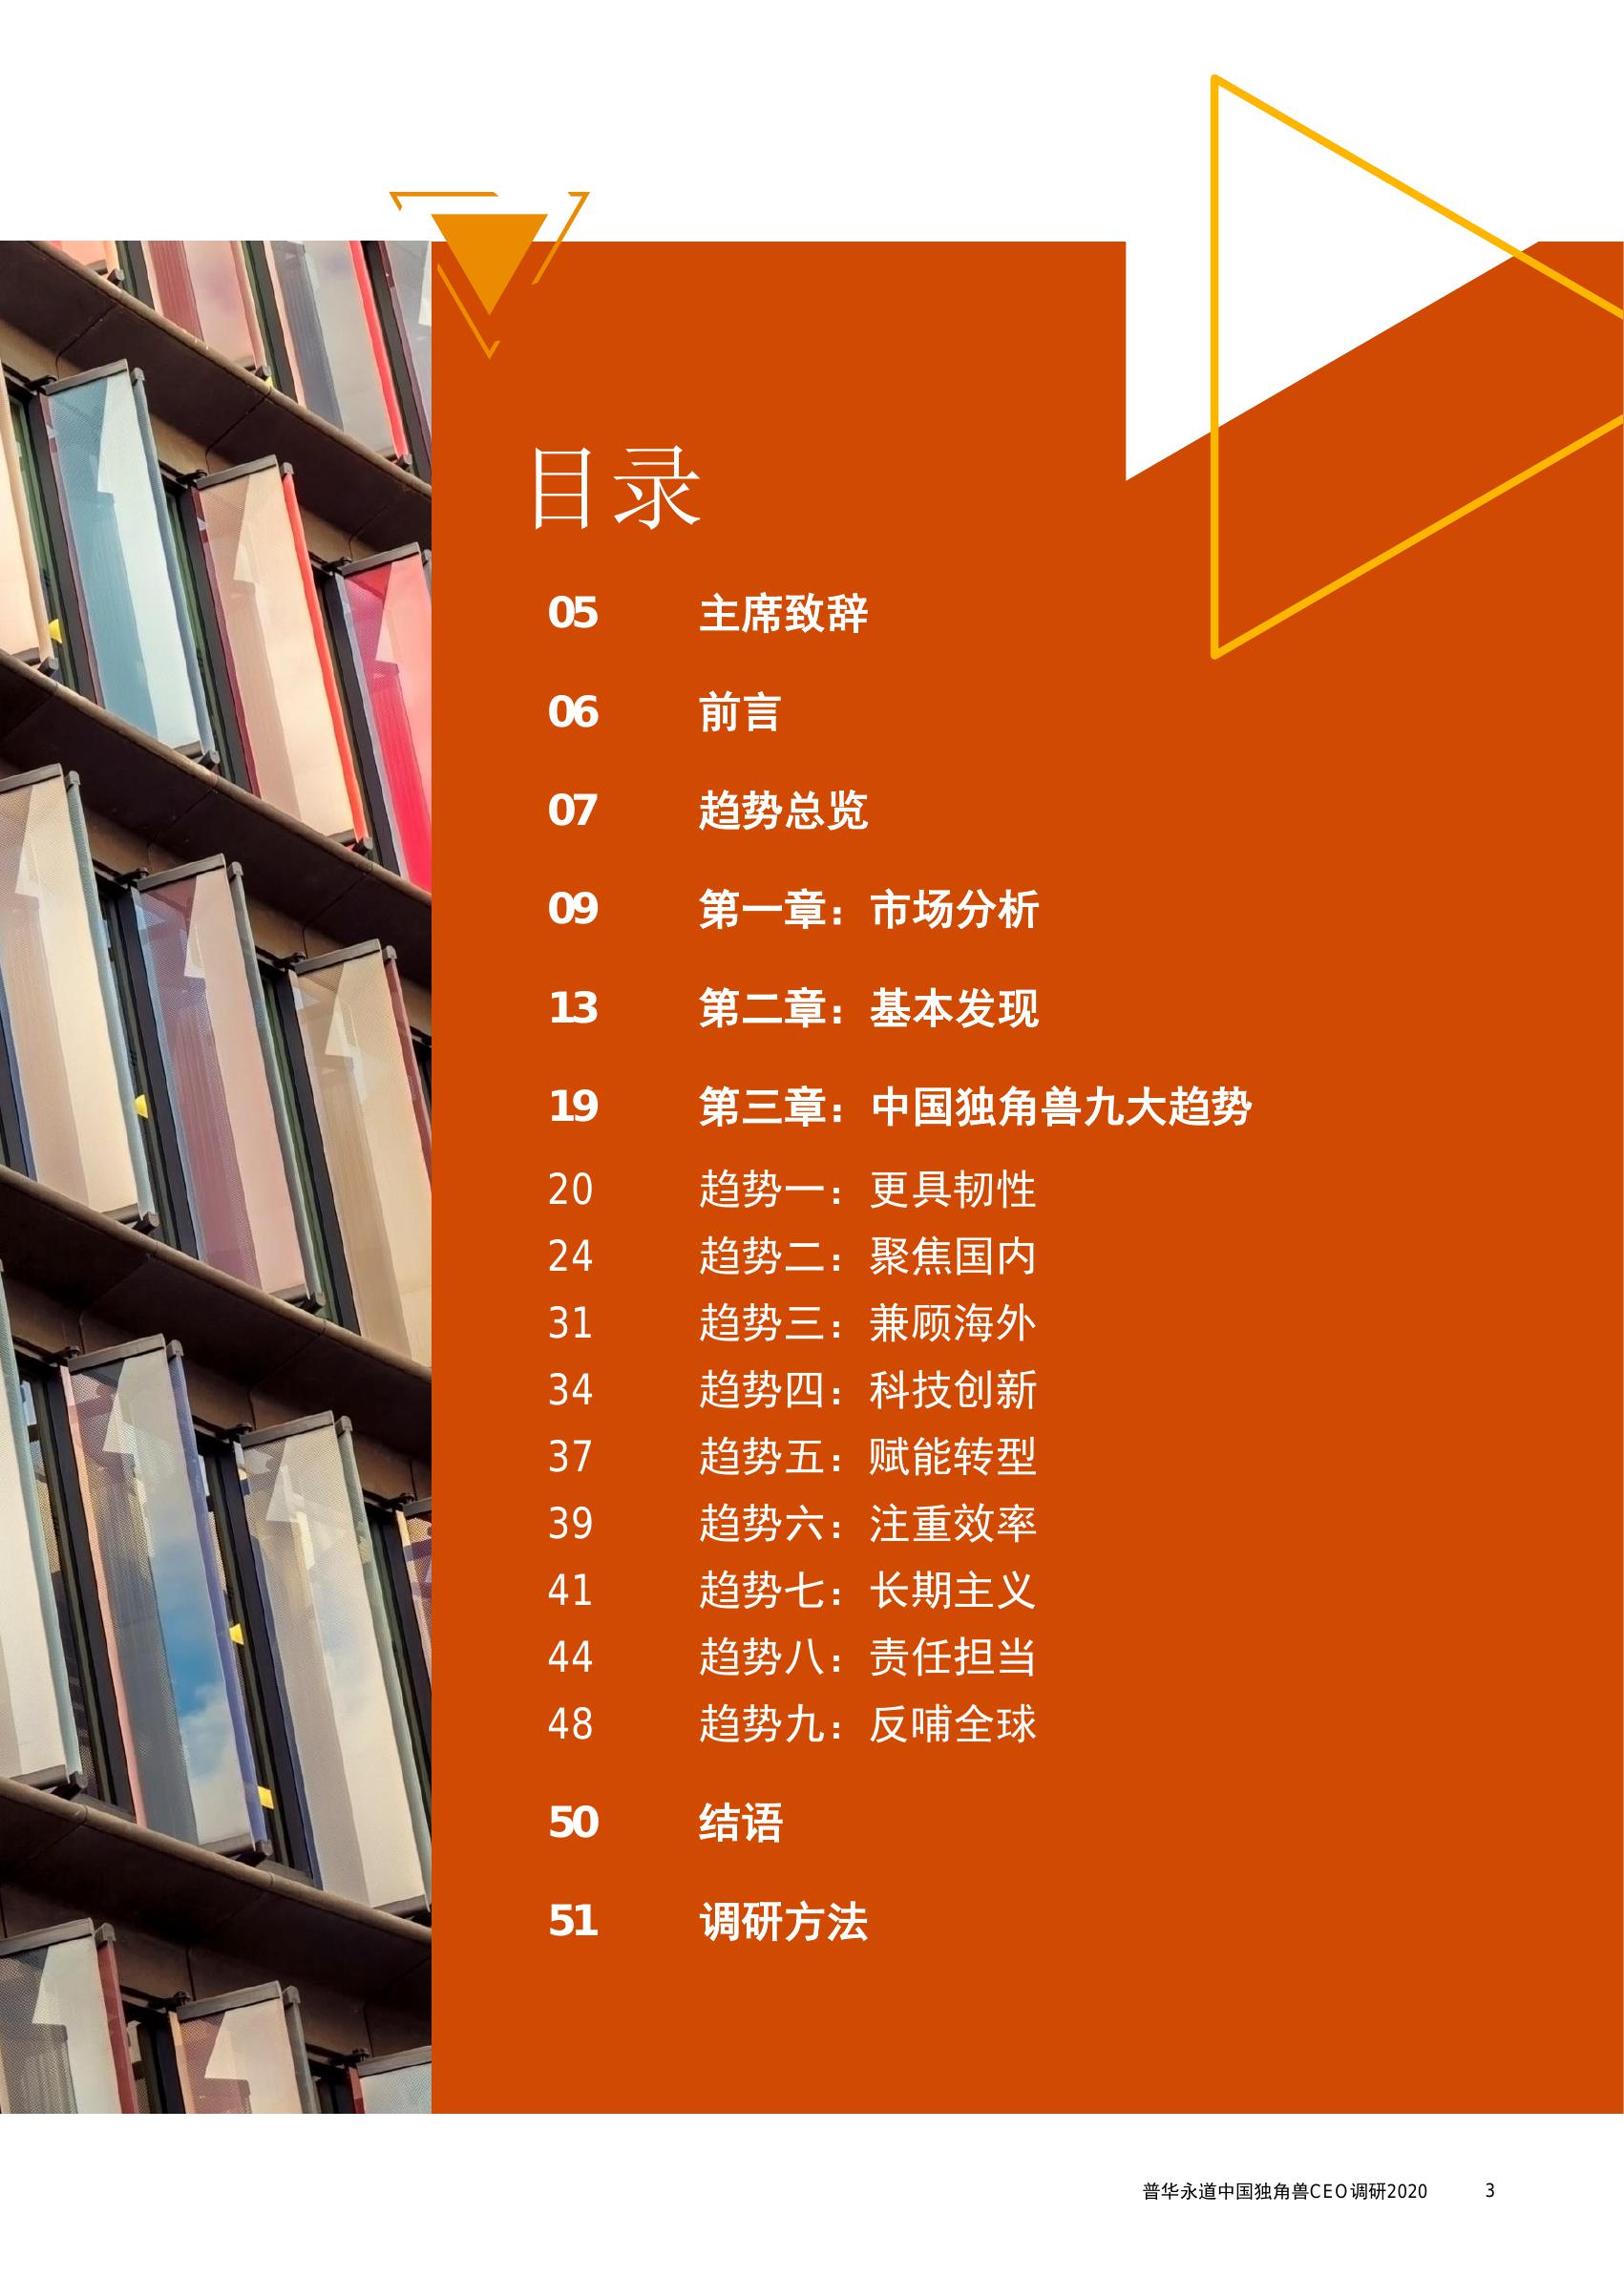 目录
05 主席致辞
06 前言
07 趋势总览
09 第一章：市场分析
13 第二章：基本发现
19 第三章：中国独角兽九大趋势
20 趋势一：更具韧性
24 趋势二：聚焦国内
31 趋势三：兼顾海外
34 趋势四：科技创新
37 趋势五：赋能转型
39 趋势六：注重效率
41 趋势七：长期主义
44 趋势八：责任担当
48 趋势九：反哺全球
50 结语
51 调研方法
普华永道中国独角兽CEO调研2020 3